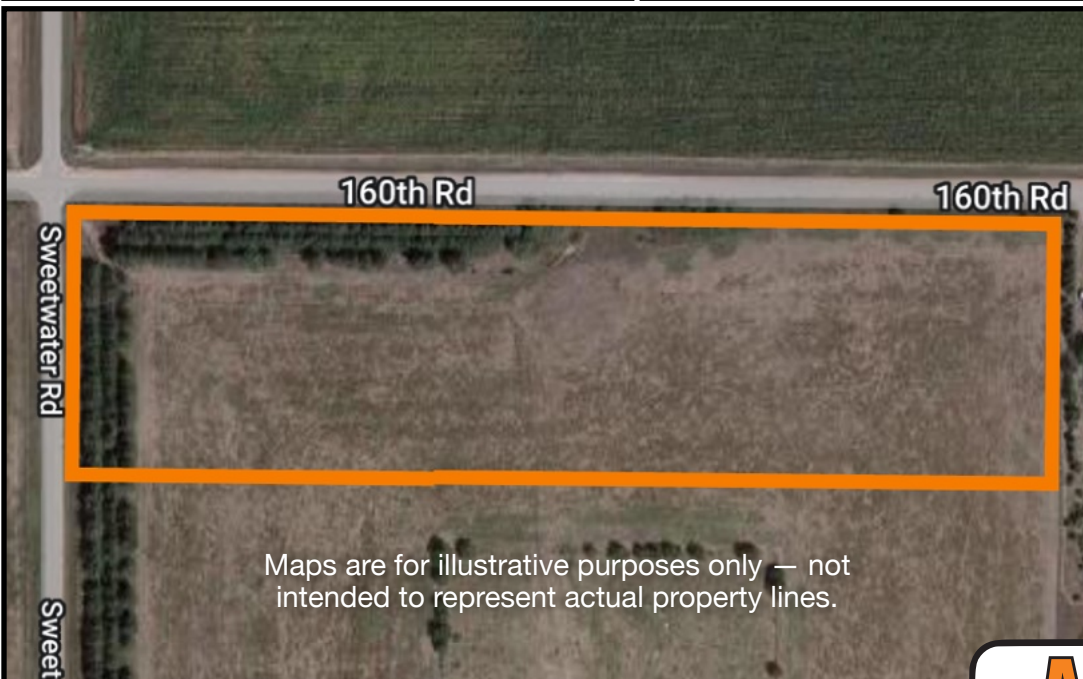 160th Rd
160th Rd
Sweetwater Rd
Maps are for illustrative purposes only — not
intended to represent actual property lines.
Sweet
A